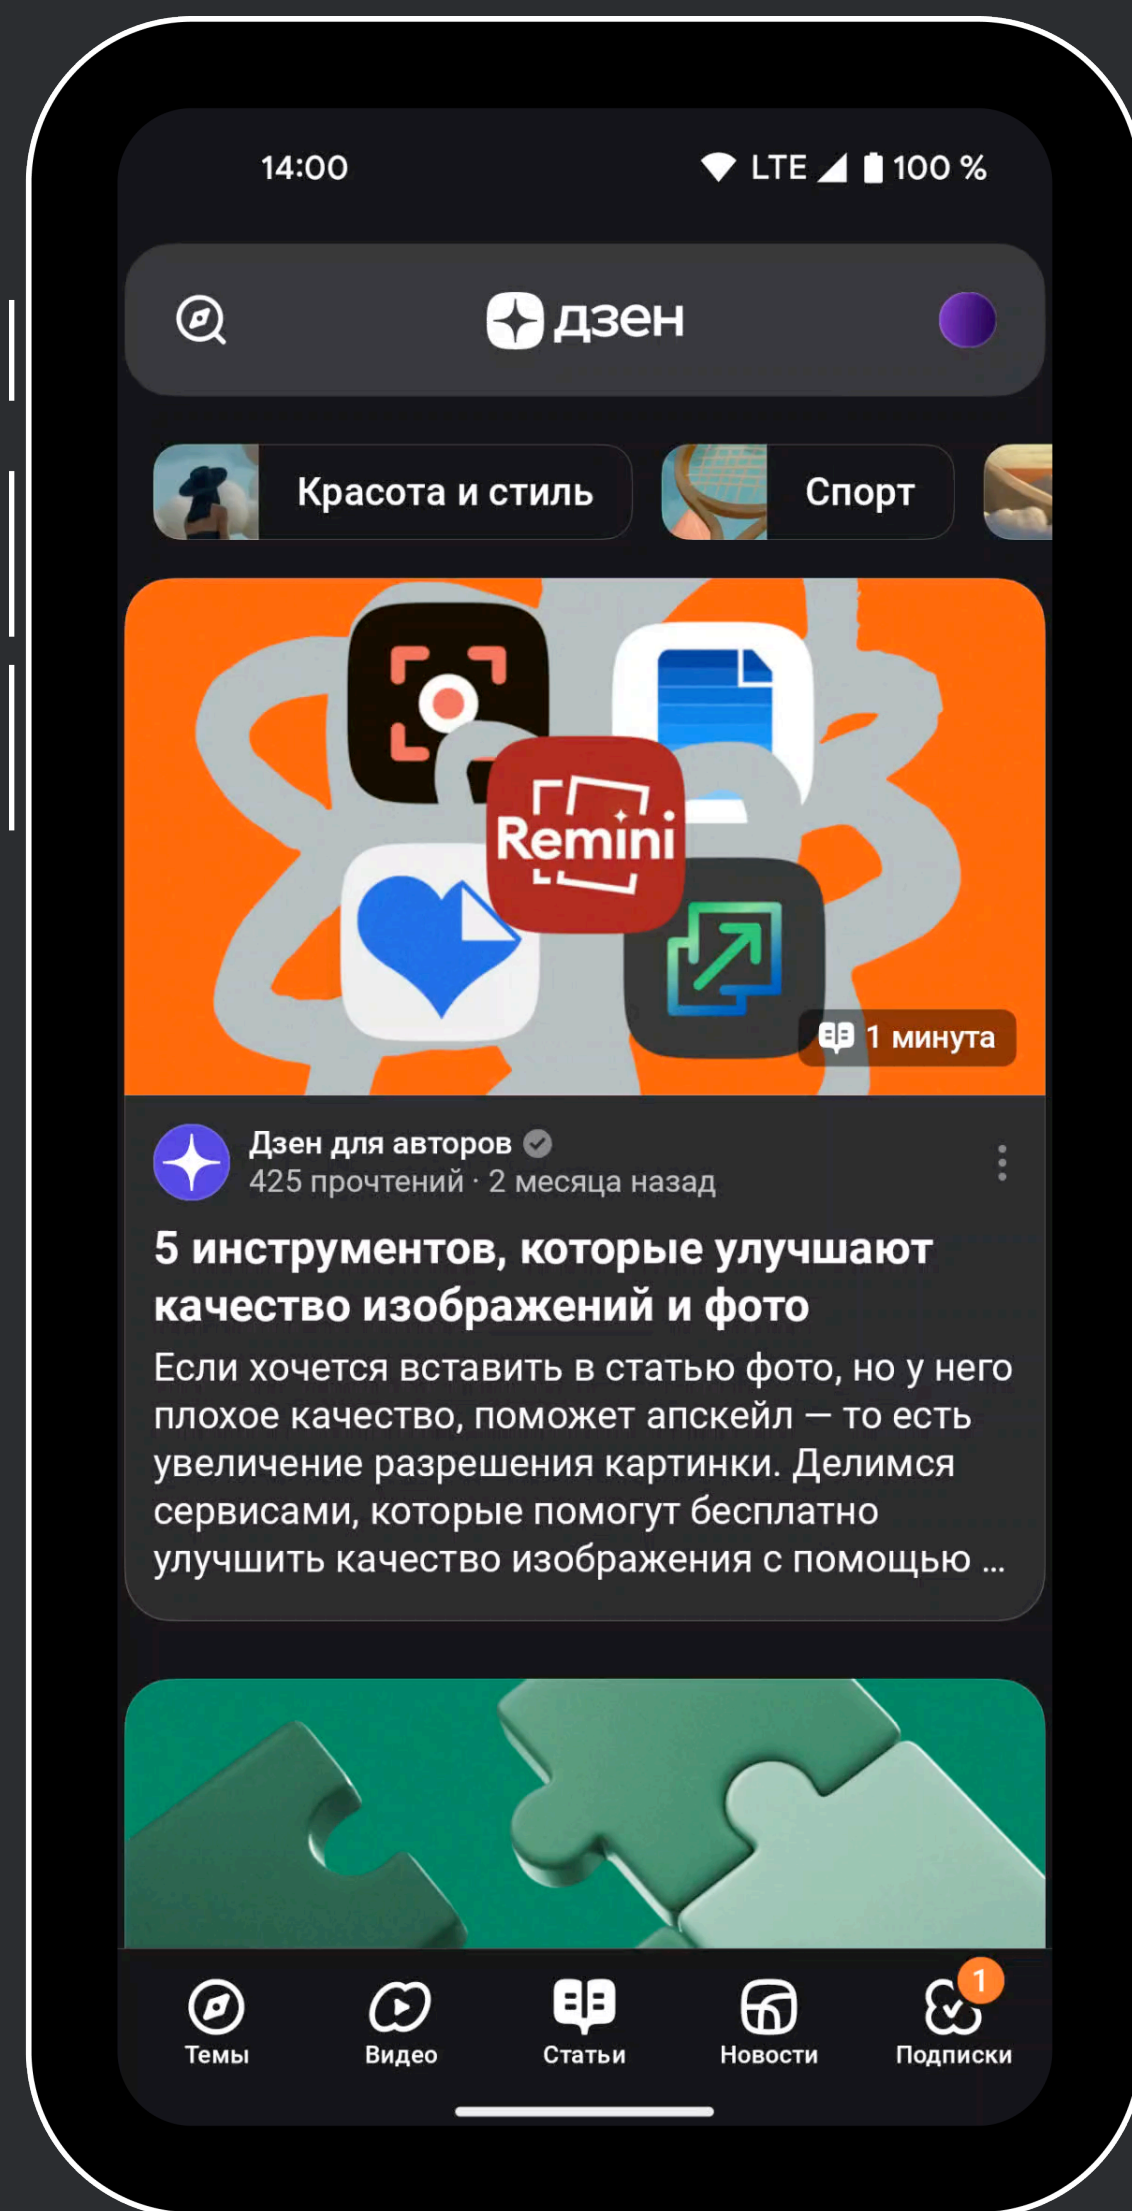 14:00
LTE
100 %
дзен
Красота и стиль
Спорт
Remini
1 минута
Дзен для авторов
425 прочтений · 2 месяца назад
5 инструментов, которые улучшают
качество изображений и фото
Если хочется вставить в статью фото, но у него
плохое качество, поможет апскейл — то есть
увеличение разрешения картинки. Делимся
сервисами, которые помогут бесплатно
улучшить качество изображения с помощью ...
1
Темы
Видео
Статьи
Новости
Подписки